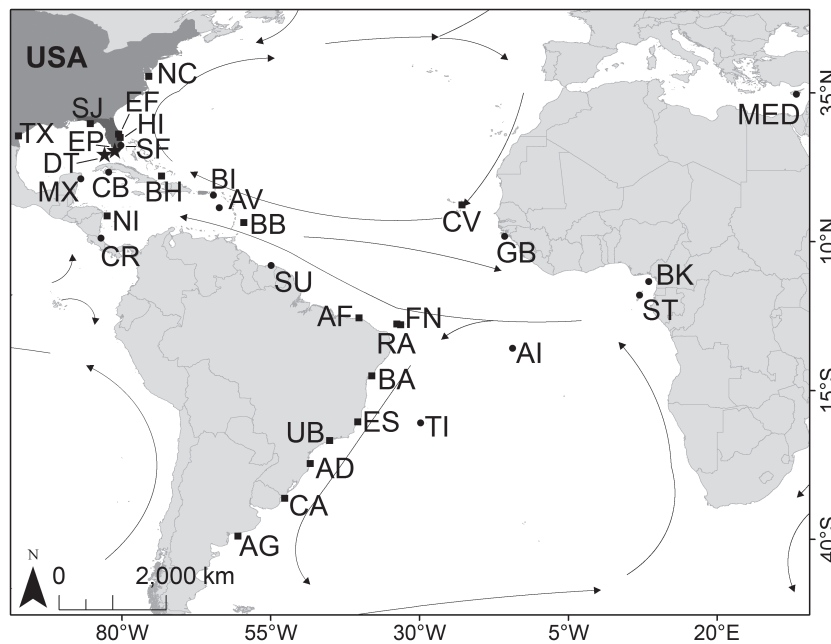 USA
NC
EF
SJ
HI
TX
EP
SF
DT
BI
MX
CB
BH
AV
NI
BB
CV
GB
CR
SU
BK
ST
MED
AF
FN
RA
AI
BA
ES
TI
UB
AD
CA
AG
N
0 2,000 km
35°N
10°N
15°S
40°S
80°W 55°W 30°W 5°W 20°E